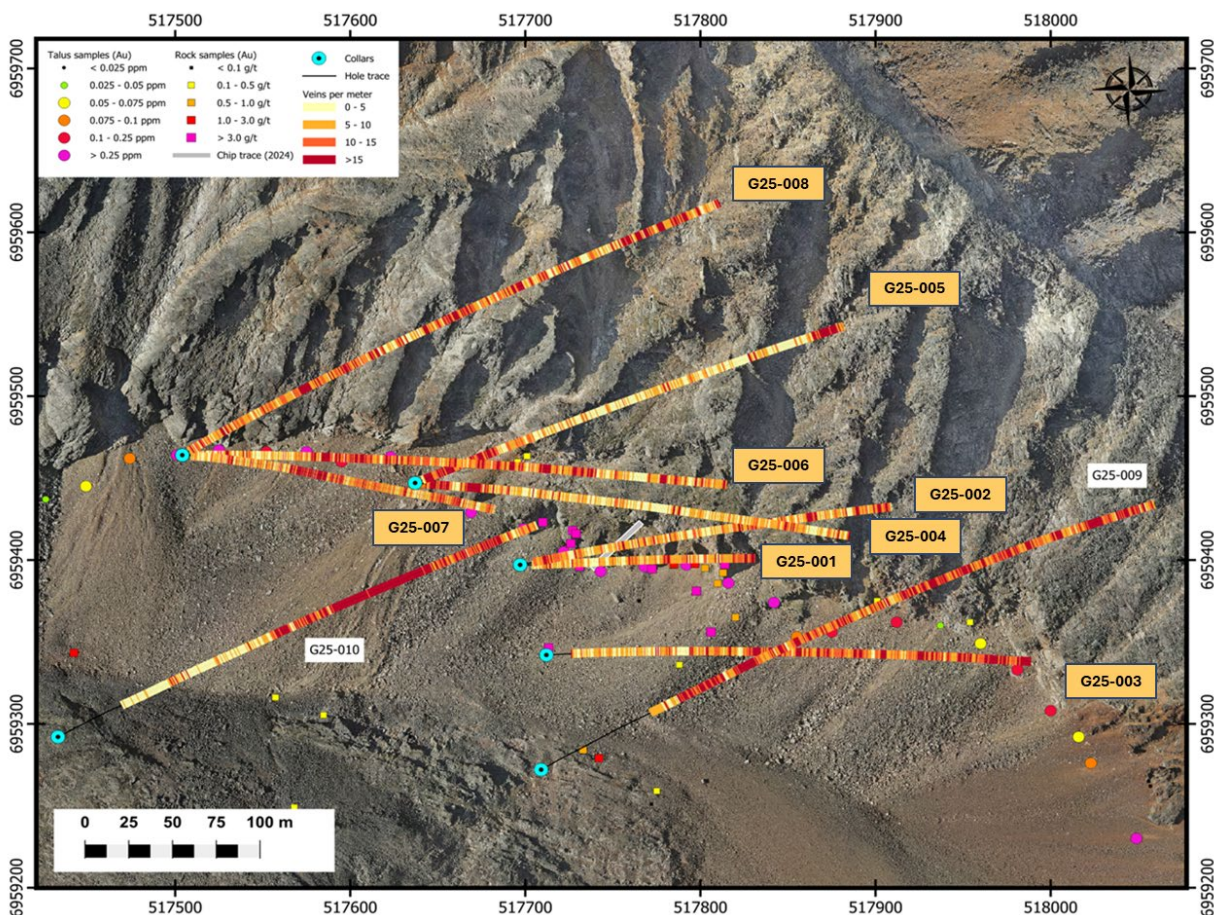 517500 517600 517700 517800 517900 518000
6959700
6959700
Talus samples (Au)
< 0.025 ppm
0.025 - 0.05 ppm
0.05 - 0.075 ppm
0.075 - 0.1 ppm
0.1 - 0.25 ppm
> 0.25 ppm
Rock samples (Au)
< 0.1 g/t
0.1 - 0.5 g/t
0.5 - 1.0 g/t
1.0 - 3.0 g/t
> 3.0 g/t
Chip trace (2024)
Collars
Hole trace
Veins per meter
0 - 5
5 - 10
10 - 15
>15
G25-008
6959600
6959600
G25-005
6959500
6959500
G25-006
G25-009
G25-002
G25-007
G25-004
6959400
6959400
G25-001
G25-010
G25-003
6959300
6959300
0 25 50 75 100 m
6959200
6959200
517500 517600 517700 517800 517900 518000